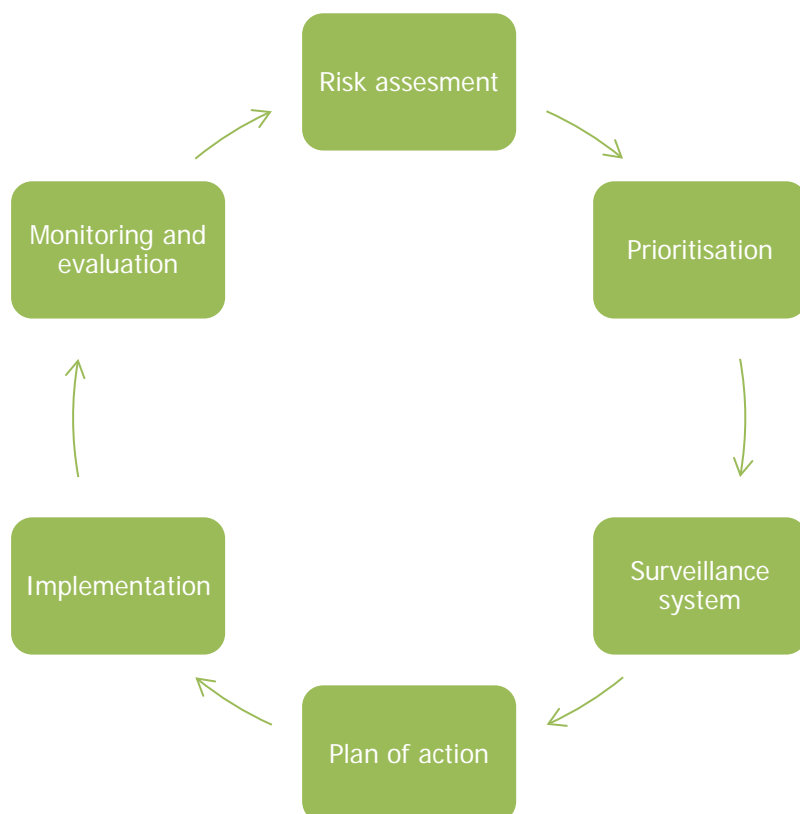 Risk assesment
Prioritisation
Surveillance
system
Plan of action
Implementation
Monitoring and
evaluation